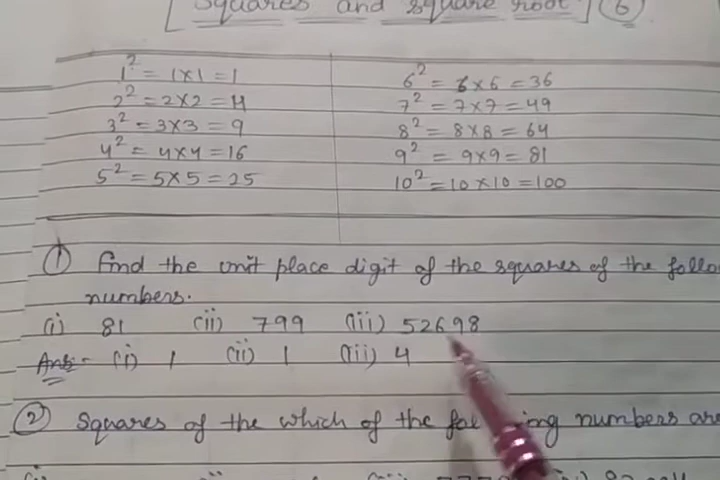 Squares and square root (6)
1² = 1×1 = 1
2² = 2×2 = 4
3² = 3×3 = 9
4² = 4×4 = 16
5² = 5×5 = 25
6² = 6×6 = 36
7² = 7×7 = 49
8² = 8×8 = 64
9² = 9×9 = 81
10² = 10×10 = 100
① Find the unit place digit of the squares of the follo
numbers.
(i) 81 (ii) 799 (iii) 52698
Ans:- (i) 1 (ii) 1 (iii) 4
② Squares of the which of the ing numbers are